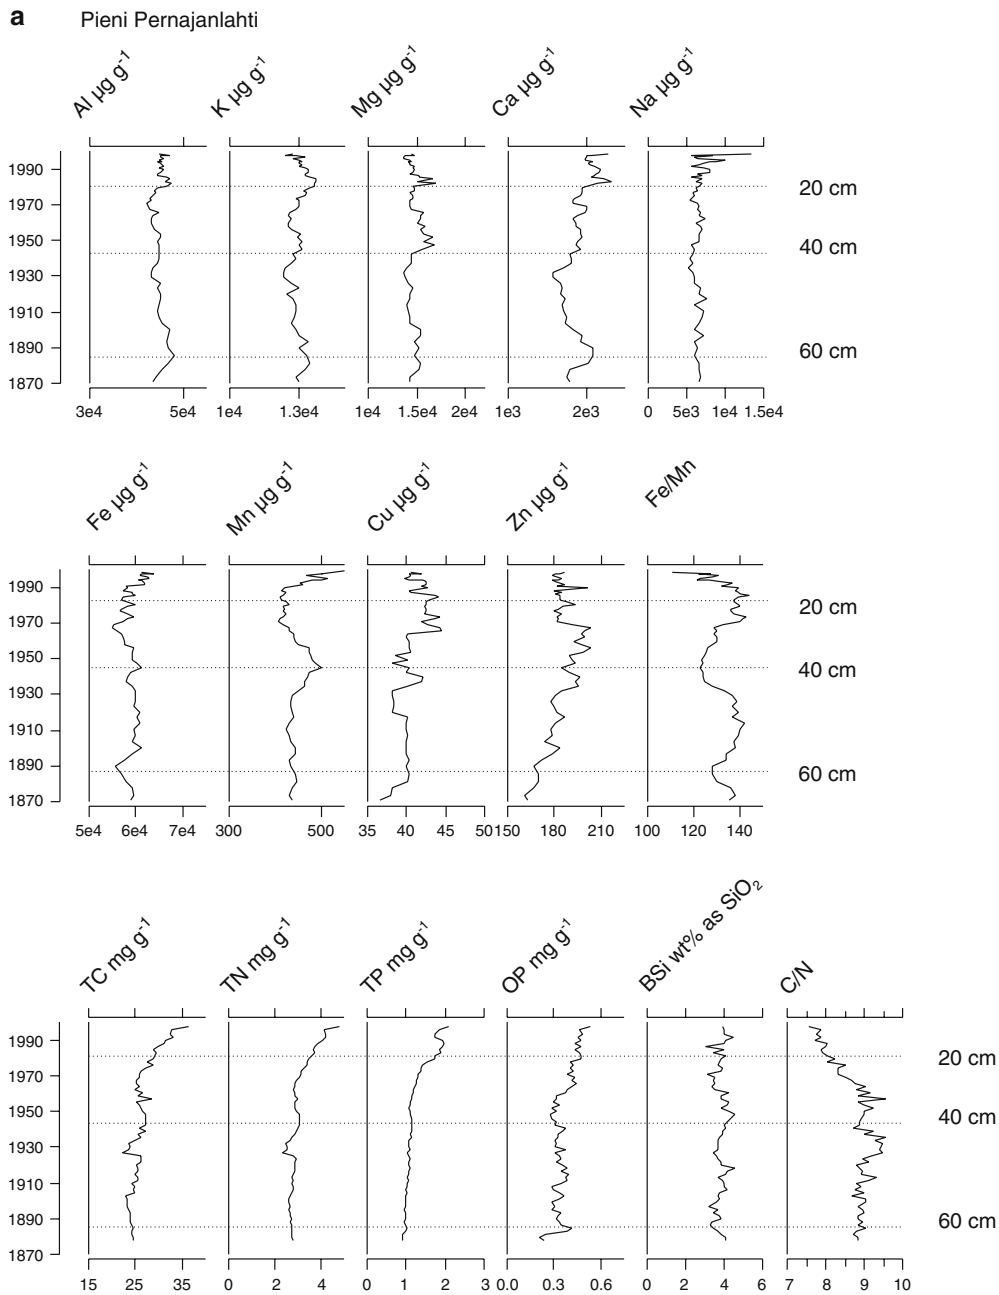 a Pieni Pernajanlahti
Al µg g-1 K µg g-1 Mg µg g-1 Ca µg g-1 Na µg g-1
1990
20 cm
1970
1950
40 cm
1930
1910
1890
60 cm
1870
3e4 5e4 1e4 1.3e4 1e4 1.5e4 2e4 1e3 2e3 0 5e3 1e4 1.5e4
Fe µg g-1 Mn µg g-1 Cu µg g-1 Zn µg g-1 Fe/Mn
1990
20 cm
1970
1950
40 cm
1930
1910
1890
60 cm
1870
5e4 6e4 7e4 300 500 35 40 45 50 150 180 210 100 120 140
TC mg g-1 TN mg g-1 TP mg g-1 OP mg g-1 BSi wt% as SiO2 C/N
1990
20 cm
1970
1950
40 cm
1930
1910
1890
60 cm
1870
15 25 35 0 2 4 0 1 2 3 0.0 0.3 0.6 0 2 4 6 7 8 9 10